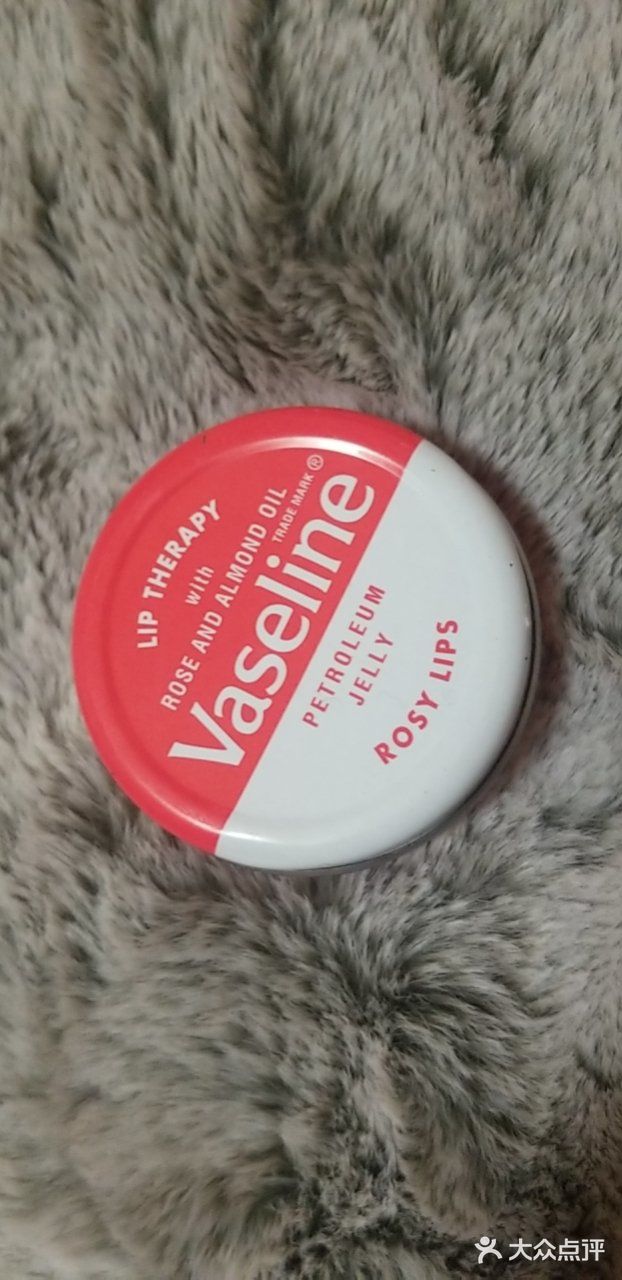 LIP THERAPY
with
ROSE AND ALMOND OIL
TRADE MARK ®
Vaseline
PETROLEUM
JELLY
ROSY LIPS
大众点评